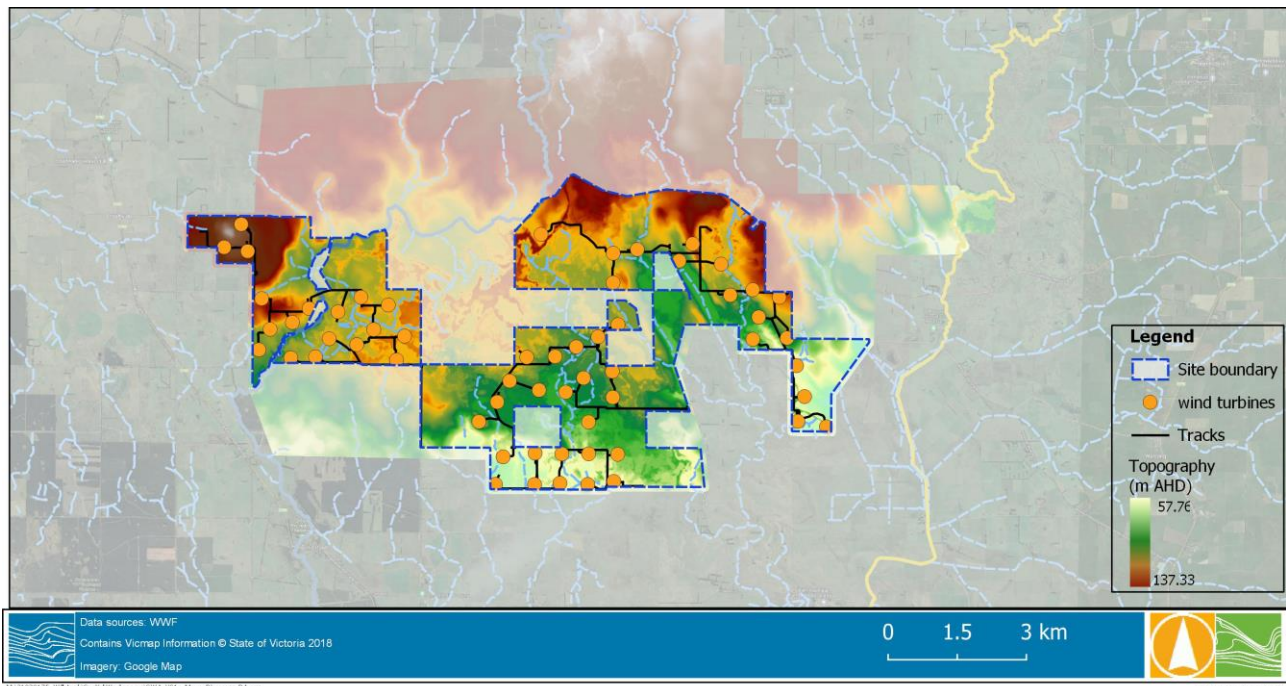 Legend
Site boundary
wind turbines
Tracks
Topography
(m AHD)
57.76
137.33
Data sources: WWF
Contains Vicmap Information © State of Victoria 2018
Imagery: Google Map
0 1.5 3 km